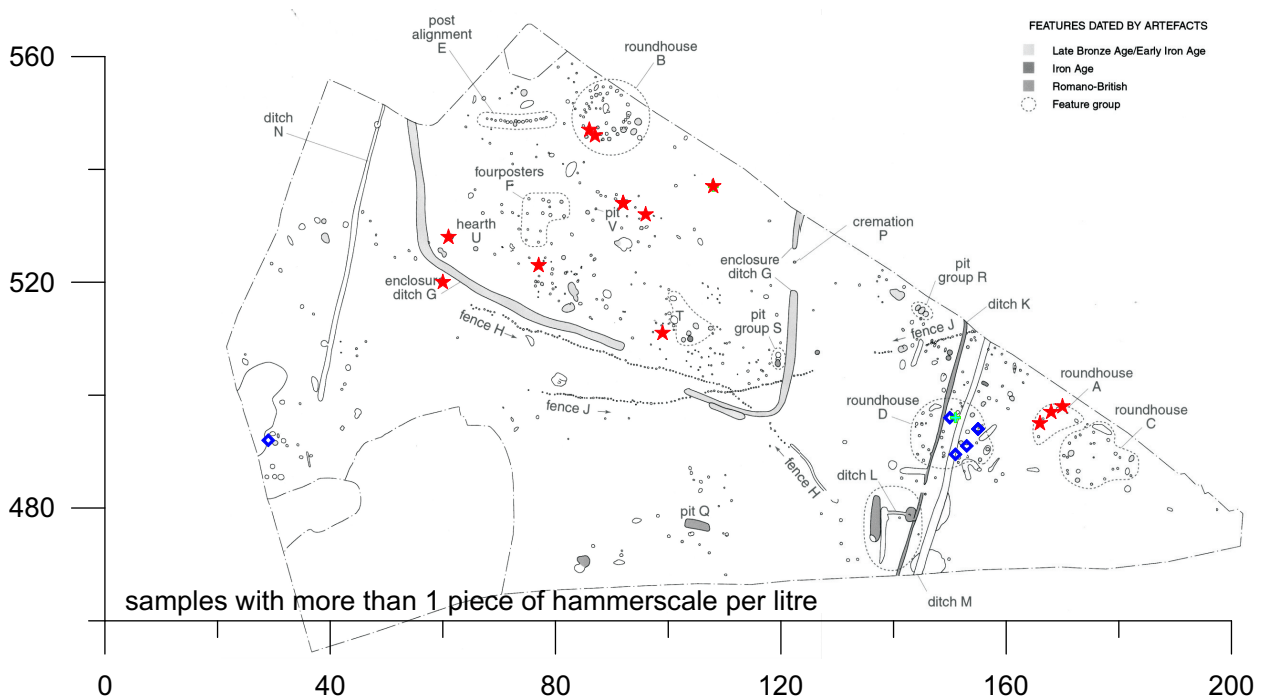 FEATURES DATED BY ARTEFACTS
Late Bronze Age/Early Iron Age
Iron Age
Romano-British
Feature group
560
520
480
post
alignment
E
roundhouse
B
ditch
N
fourposters
F
hearth
U
pit
V
enclosure
ditch G
cremation
P
enclosure
ditch G
pit
group R
ditch K
fence H
T
pit
group S
fence J
roundhouse
A
roundhouse
D
roundhouse
C
fence J
fence H
ditch L
pit Q
ditch M
samples with more than 1 piece of hammerscale per litre
0
40
80
120
160
200